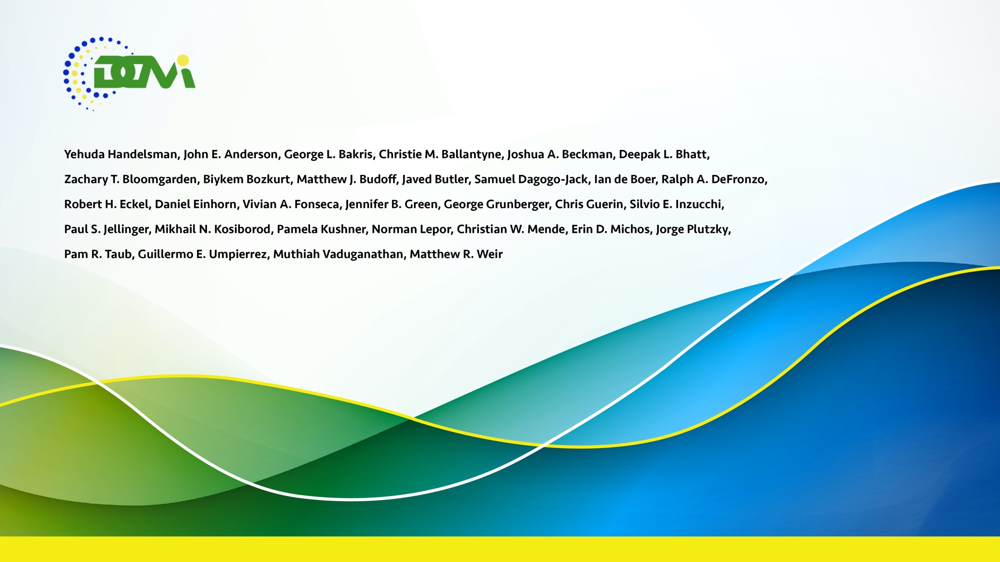 DCMi
Yehuda Handelsman, John E. Anderson, George L. Bakris, Christie M. Ballantyne, Joshua A. Beckman, Deepak L. Bhatt,
Zachary T. Bloomgarden, Biykem Bozkurt, Matthew J. Budoff, Javed Butler, Samuel Dagogo-Jack, Ian de Boer, Ralph A. DeFronzo,
Robert H. Eckel, Daniel Einhorn, Vivian A. Fonseca, Jennifer B. Green, George Grunberger, Chris Guerin, Silvio E. Inzucchi,
Paul S. Jellinger, Mikhail N. Kosiborod, Pamela Kushner, Norman Lepor, Christian W. Mende, Erin D. Michos, Jorge Plutzky,
Pam R. Taub, Guillermo E. Umpierrez, Muthiah Vaduganathan, Matthew R. Weir